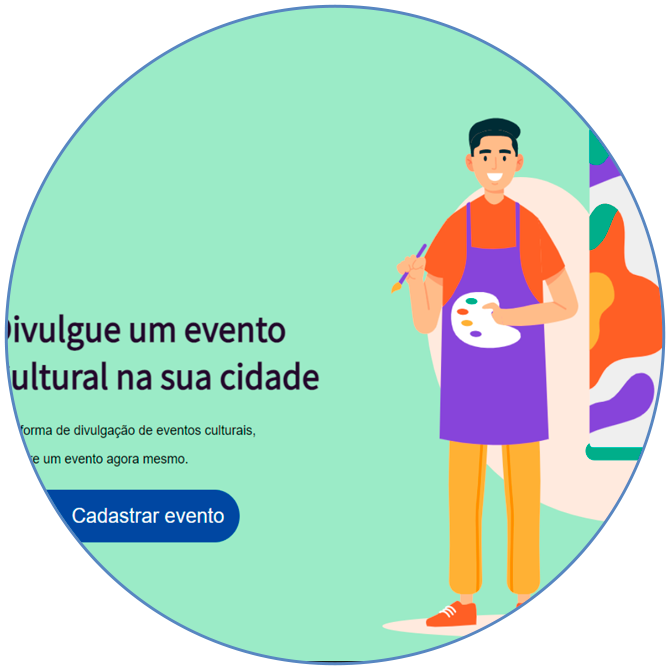 Divulgue um evento
ultural na sua cidade
forma de divulgação de eventos culturais,
um evento agora mesmo.
Cadastrar evento